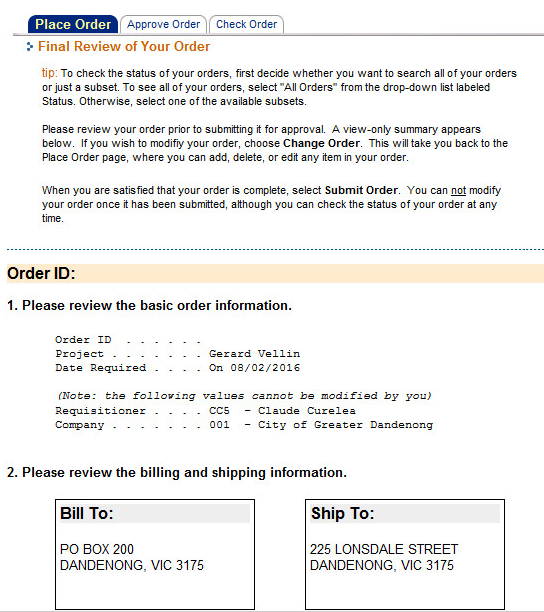 Place Order Approve Order Check Order
Final Review of Your Order
tip: To check the status of your orders, first decide whether you want to search all of your orders
or just a subset. To see all of your orders, select "All Orders" from the drop-down list labeled
Status. Otherwise, select one of the available subsets.
Please review your order prior to submitting it for approval. A view-only summary appears
below. If you wish to modifiy your order, choose Change Order. This will take you back to the
Place Order page, where you can add, delete, or edit any item in your order.
When you are satisfied that your order is complete, select Submit Order. You can not modify
your order once it has been submitted, although you can check the status of your order at any
time.
Order ID:
1. Please review the basic order information.
Order ID . . . . . .
Project . . . . . . . Gerard Vellin
Date Required . . . . On 08/02/2016
(Note: the following values cannot be modified by you)
Requisitioner . . . . CC5 - Claude Curelea
Company . . . . . . . 001 - City of Greater Dandenong
2. Please review the billing and shipping information.
Bill To:
PO BOX 200
DANDENONG, VIC 3175
Ship To:
225 LONSDALE STREET
DANDENONG, VIC 3175